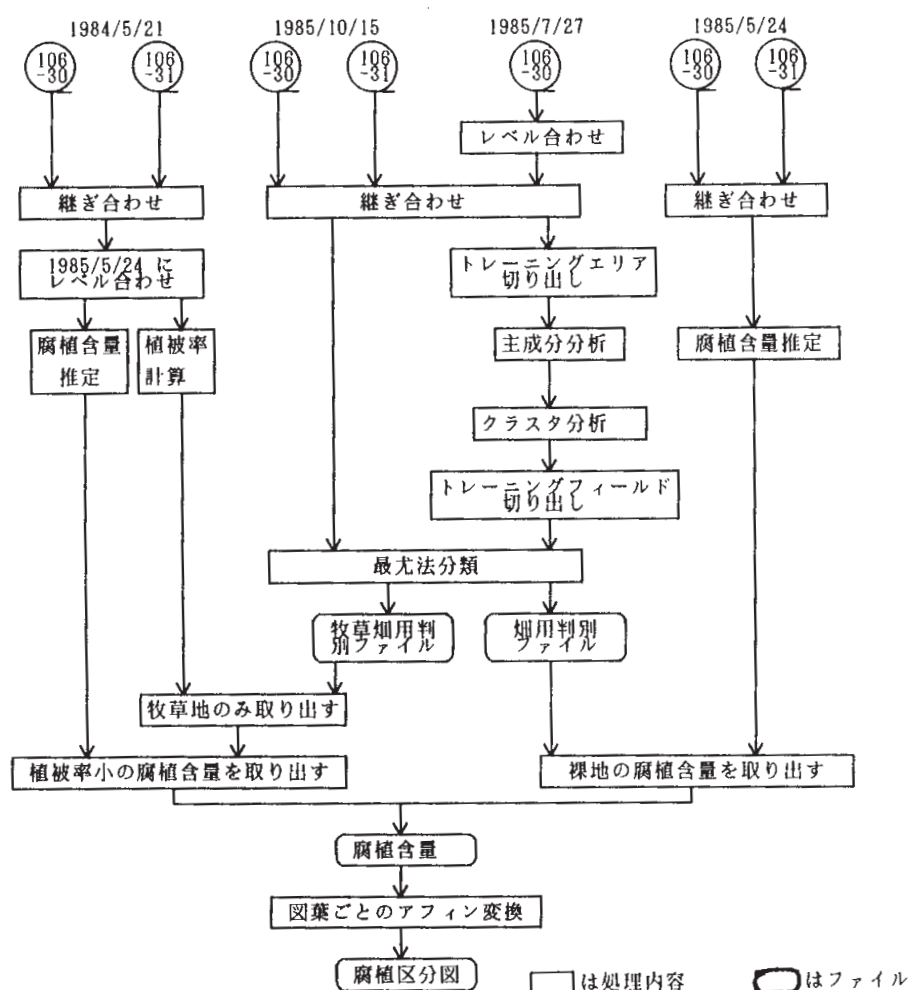 1984/5/21
1985/10/15
1985/7/27
1985/5/24
106
-30
106
-31
106
-30
106
-31
106
-30
106
-30
106
-31
レベル合わせ
継ぎ合わせ
継ぎ合わせ
継ぎ合わせ
1985/5/24 に
レベル合わせ
トレーニングエリア
切り出し
腐植含量
推定
植被率
計算
主成分分析
腐植含量推定
クラスタ分析
トレーニングフィールド
切り出し
最尤法分類
牧草畑用判
別ファイル
畑用判別
ファイル
牧草地のみ取り出す
植被率小の腐植含量を取り出す
裸地の腐植含量を取り出す
腐植含量
図葉ごとのアフィン変換
腐植区分図
は処理内容
はファイル